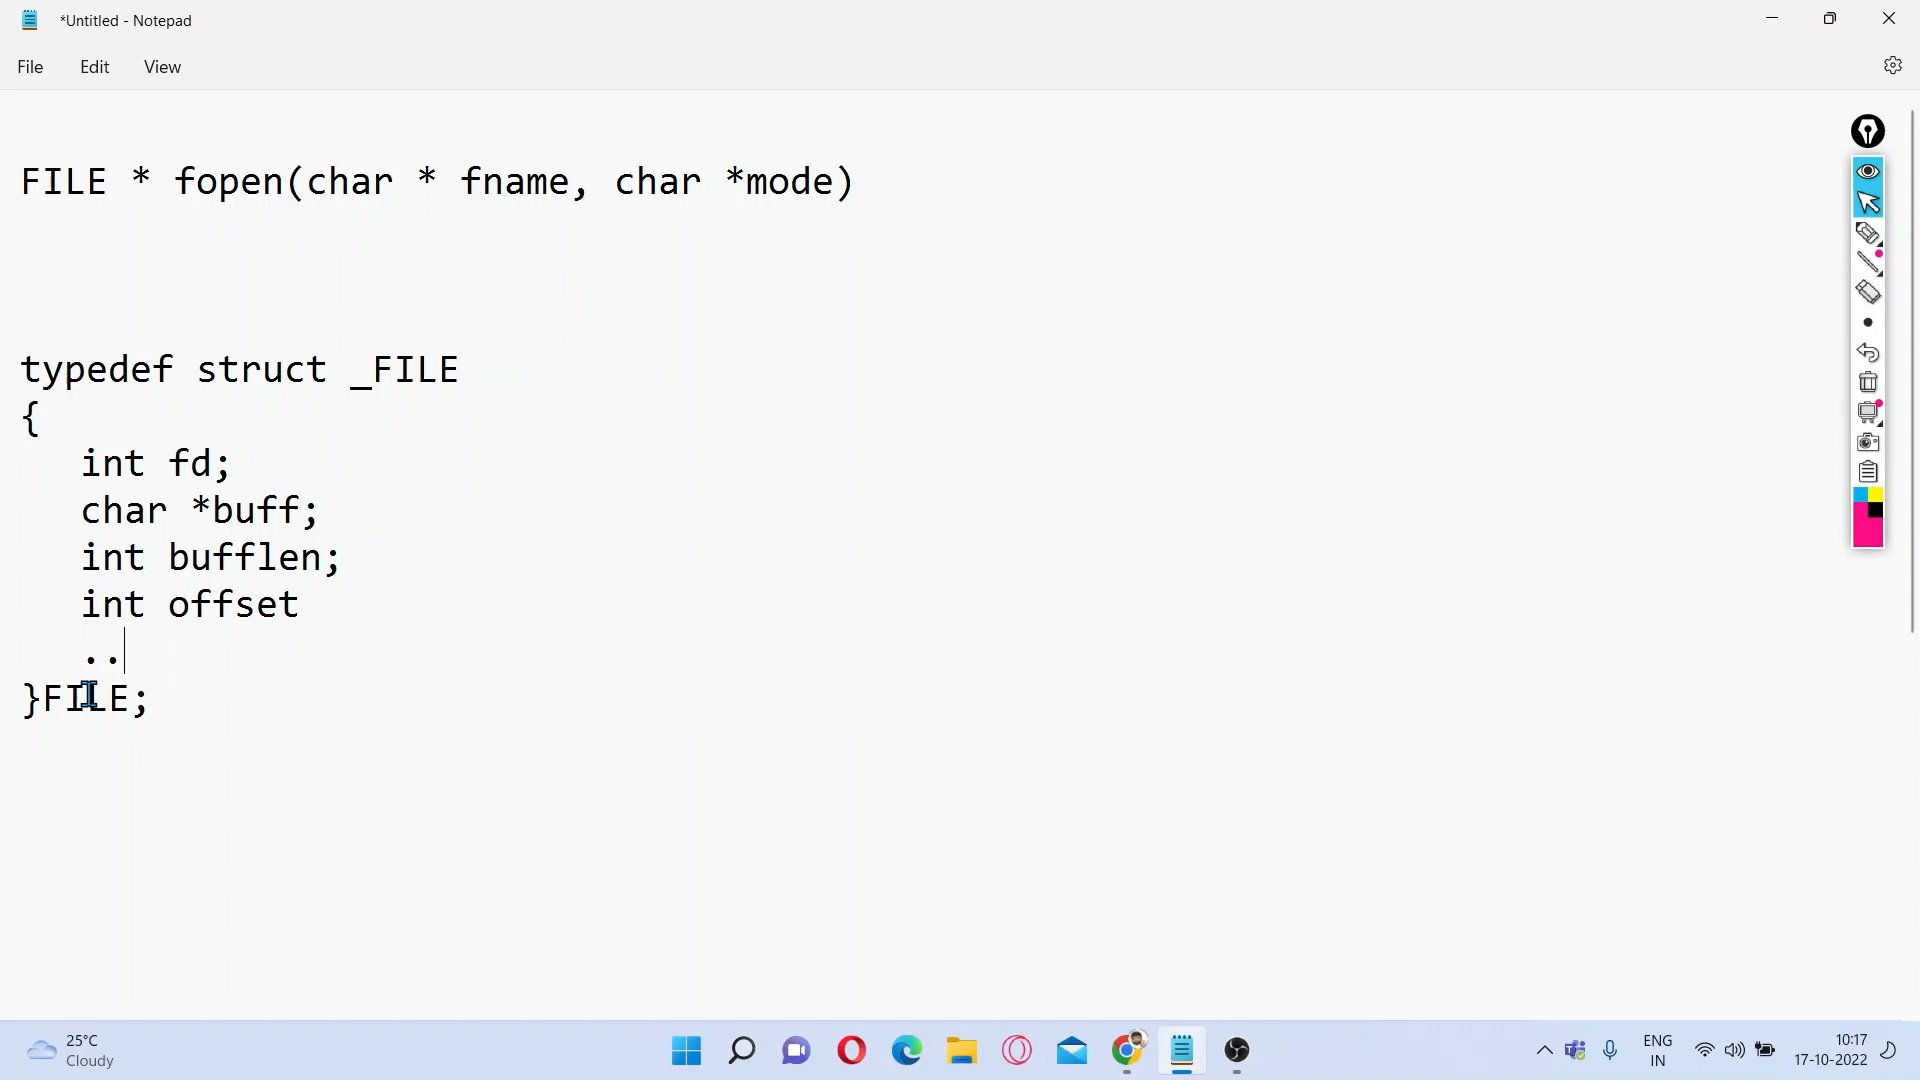 *Untitled - Notepad
File Edit View
FILE * fopen(char * fname, char *mode)
typedef struct _FILE
{
int fd;
char *buff;
int bufflen;
int offset
..
}FILE;
25°C
Cloudy
ENG
IN
10:17
17-10-2022